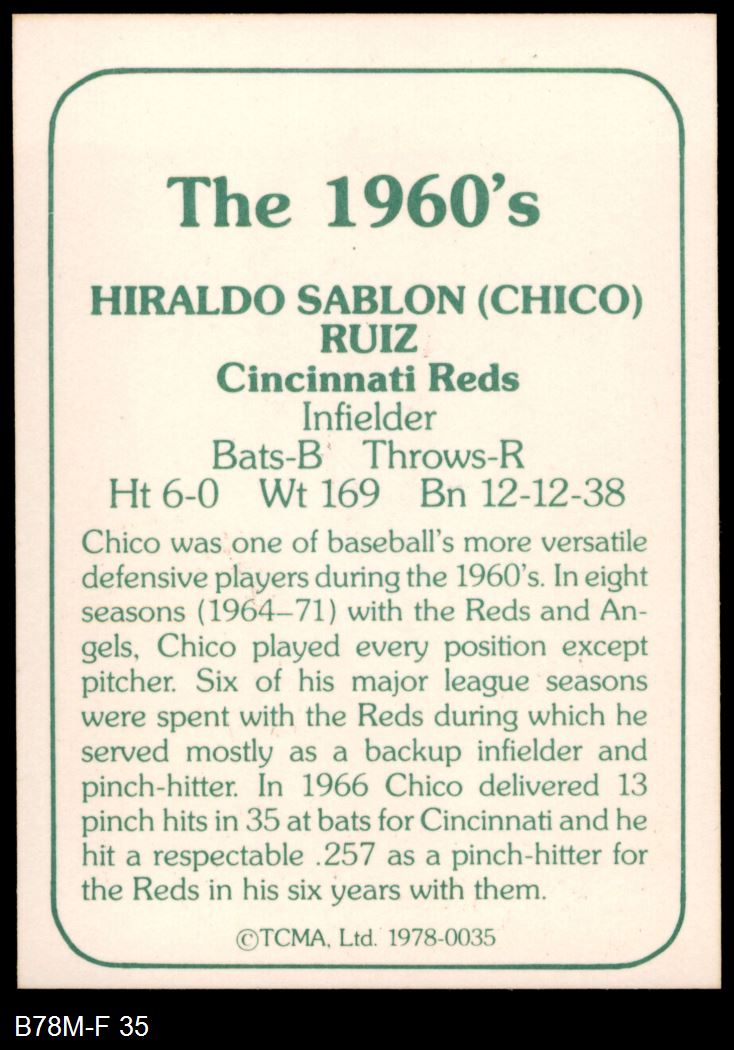 The 1960's
HIRALDO SABLON (CHICO)
RUIZ
Cincinnati Reds
Infielder
Bats-B Throws-R
Ht 6-0 Wt 169 Bn 12-12-38
Chico was one of baseball's more versatile
defensive players during the 1960's. In eight
seasons (1964–71) with the Reds and An-
gels, Chico played every position except
pitcher. Six of his major league seasons
were spent with the Reds during which he
served mostly as a backup infielder and
pinch-hitter. In 1966 Chico delivered 13
pinch hits in 35 at bats for Cincinnati and he
hit a respectable .257 as a pinch-hitter for
the Reds in his six years with them.
©TCMA, Ltd. 1978-0035
B78M-F 35